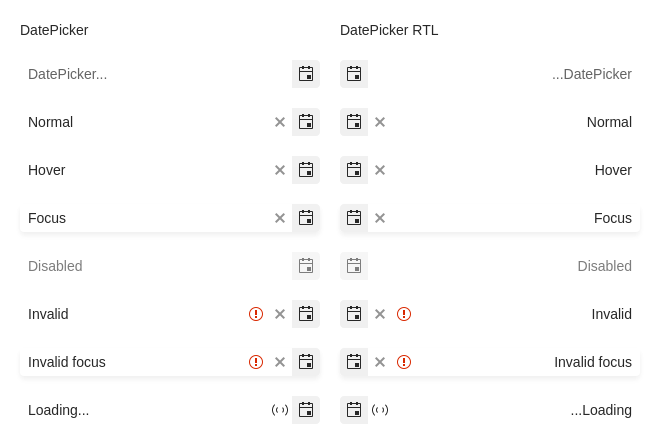 DatePicker
DatePicker RTL
DatePicker...
...DatePicker
Normal
Normal
Hover
Hover
Focus
Focus
Disabled
Disabled
Invalid
Invalid
Invalid focus
Invalid focus
Loading...
...Loading